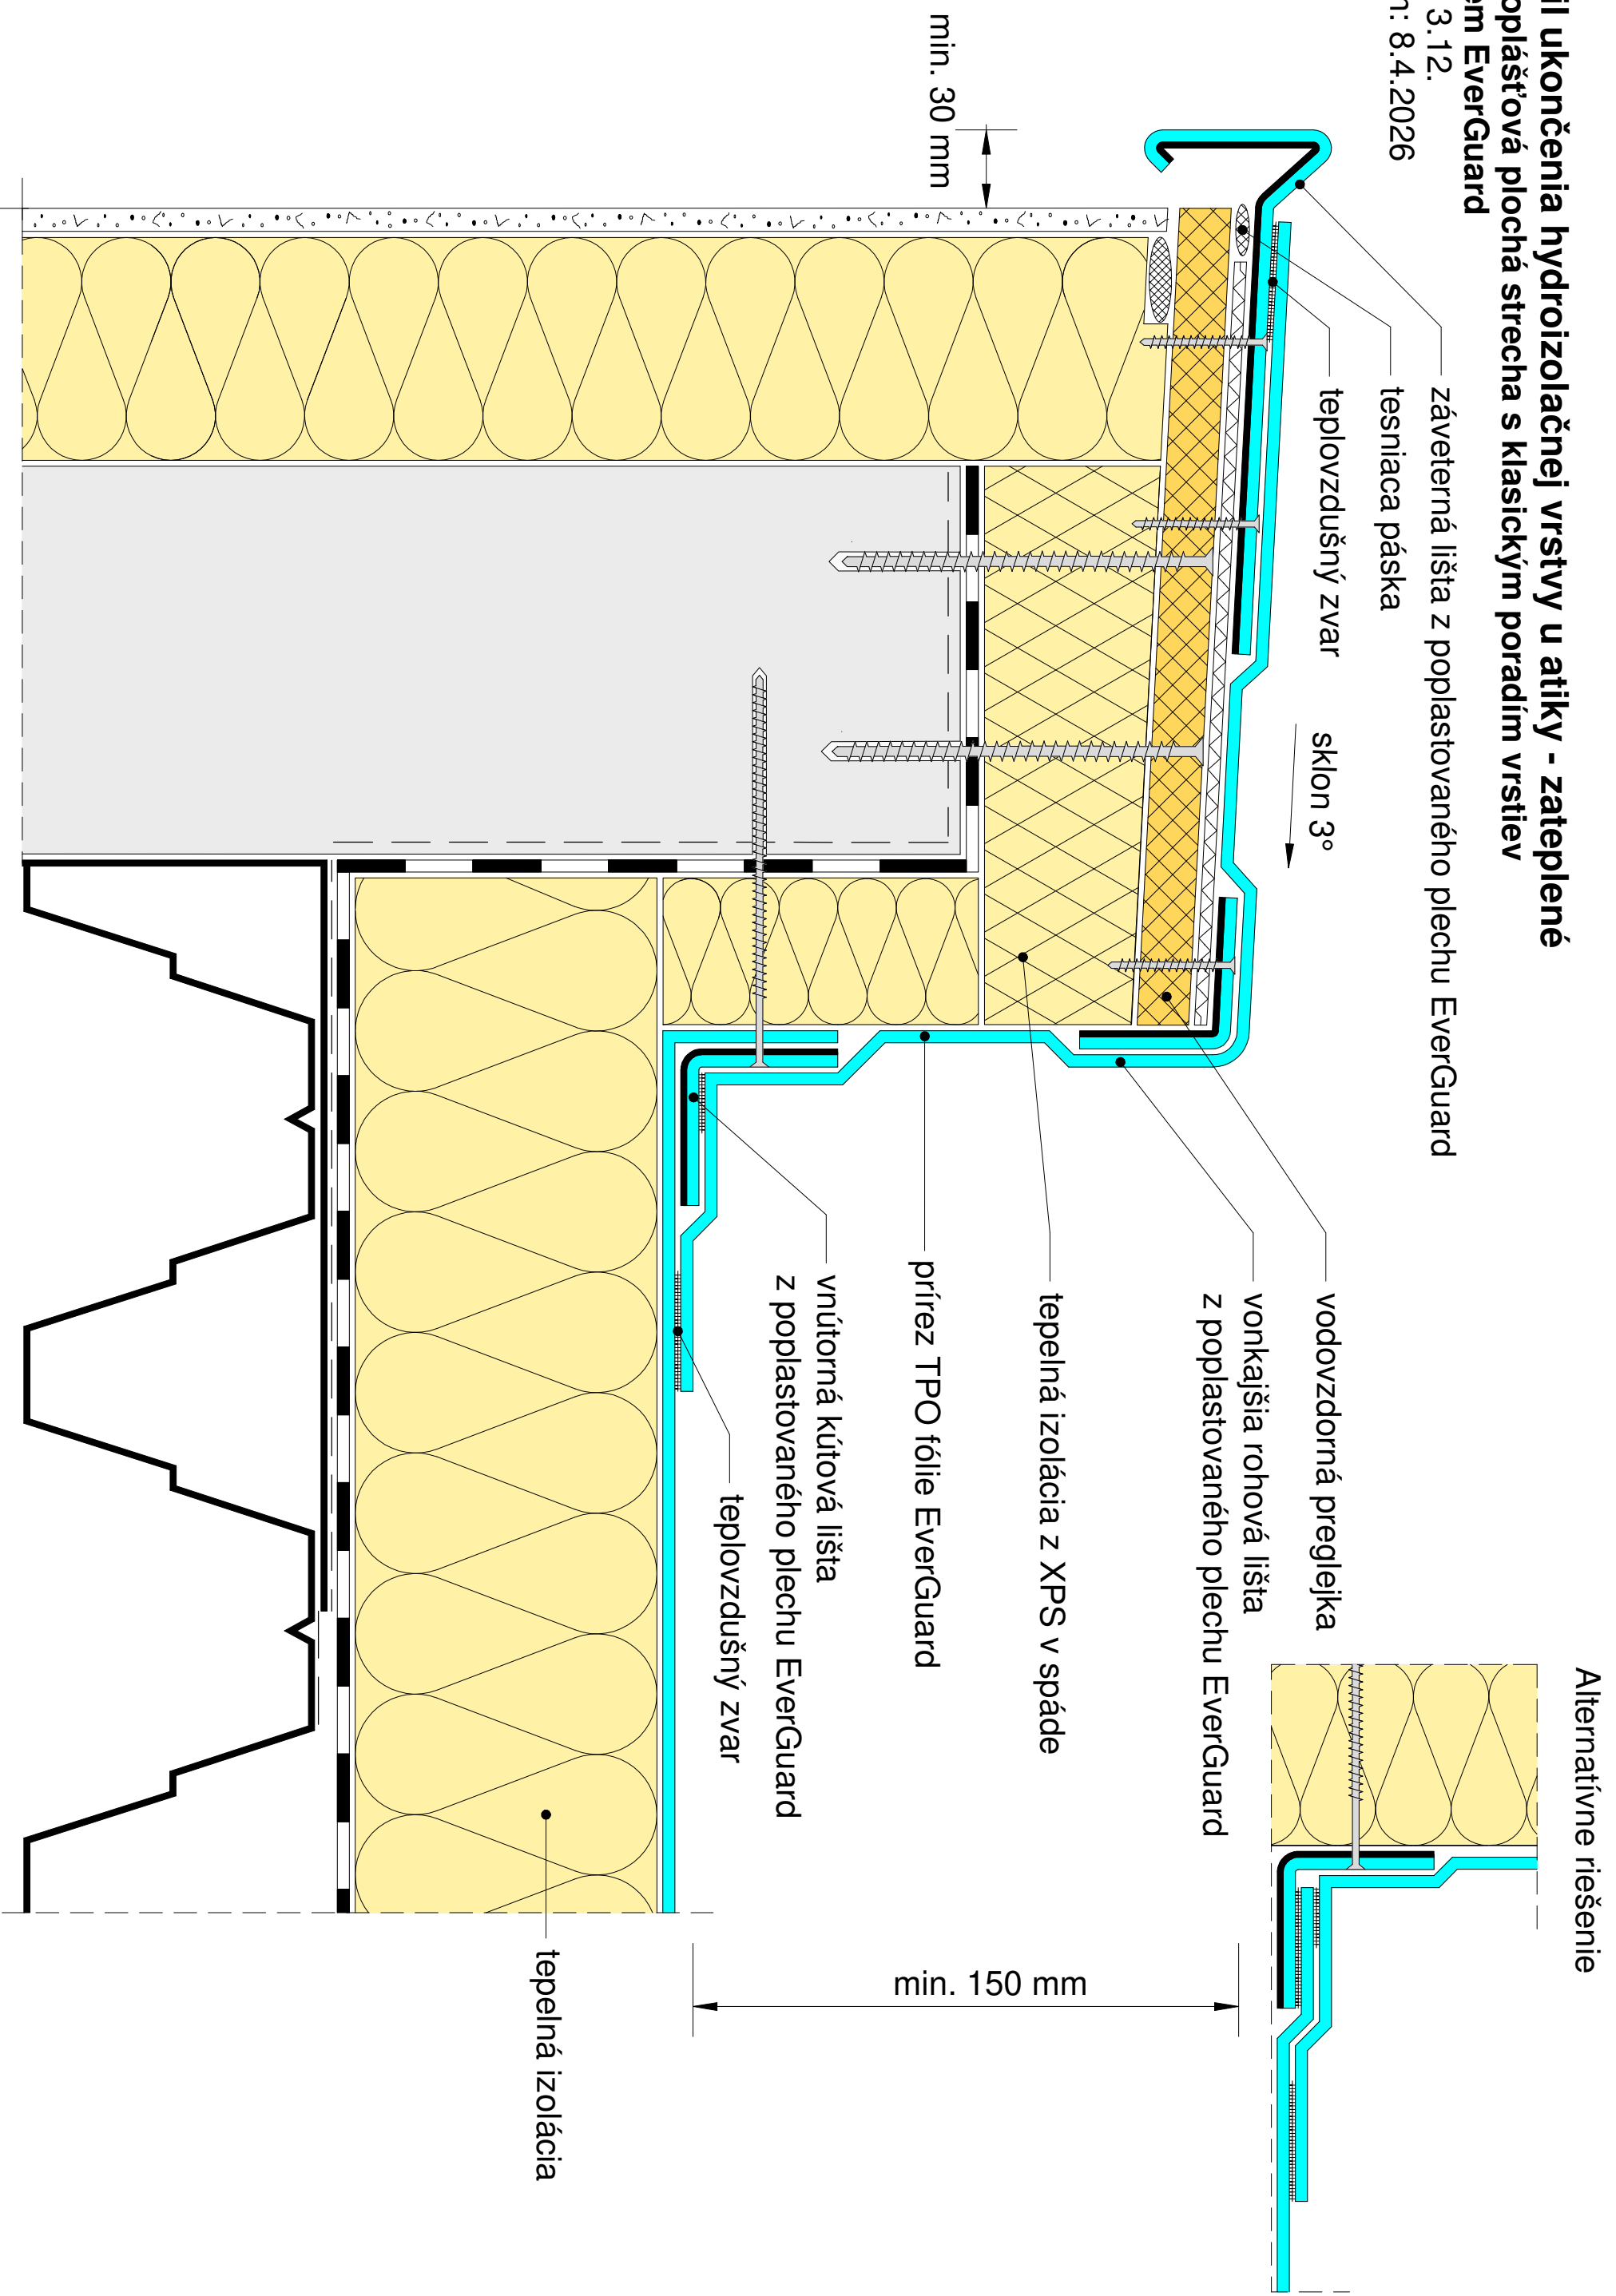 ukončenia hydroizolačnej vrstvy u atiky - zateplené
plochá strecha s klasickým poradím vrstiev
EverGuard
3.12.
8.4.2026
Alternatívne riešenie
záveterná lišta z poplastovaného plechu EverGuard
tesniaca páska
teplovzdušný zvar
sklon 3°
min. 30 mm
vodovzdorná preglejka
vonkajšia rohová lišta
z poplastovaného plechu EverGuard
tepelná izolácia z XPS v spáde
prírez TPO fólie EverGuard
vnútorná kútová lišta
z poplastovaného plechu EverGuard
teplovzdušný zvar
min. 150 mm
tepelná izolácia